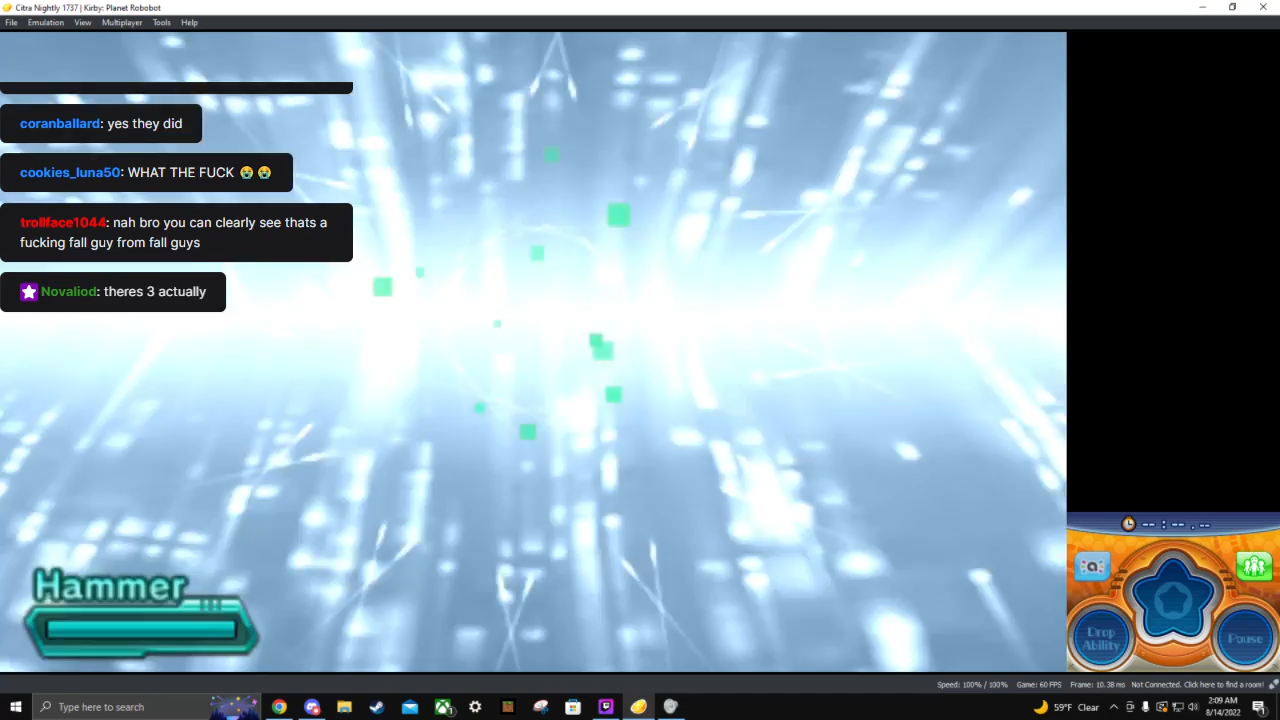 Citra Nightly 1737 | Kirby: Planet Robobot
File Emulation View Multiplayer Tools Help
coranballard: yes they did
cookies_luna50: WHAT THE FUCK 😭 😭
trollface1044: nah bro you can clearly see thats a
fucking fall guy from fall guys
Novaliod: theres 3 actually
Hammer
-- : -- . --
Drop
Ability
Pause
Speed: 100% / 100% Game: 60 FPS Frame: 10.38 ms Not Connected. Click here to find a room!
Type here to search
59°F Clear
2:09 AM
8/14/2022